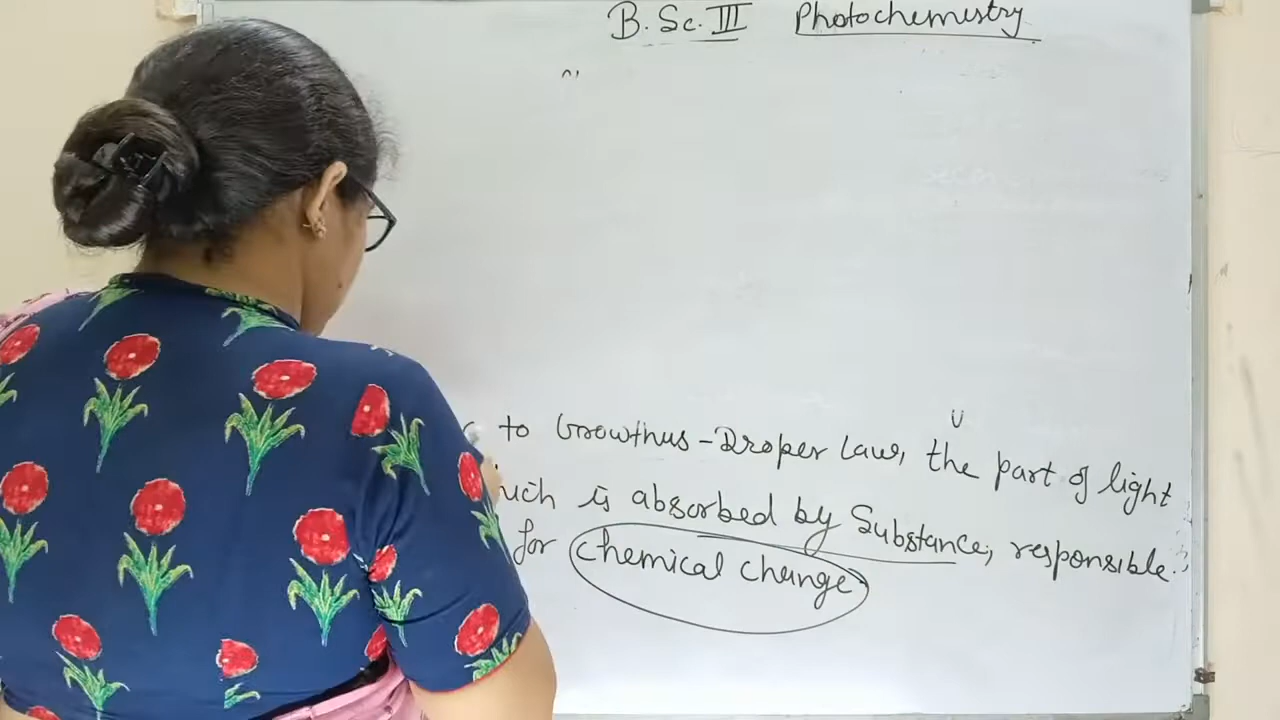 B.Sc. III Photochemistry
to Growthus-Droper Law, the part of light
is absorbed by Substance, responsible
for chemical change